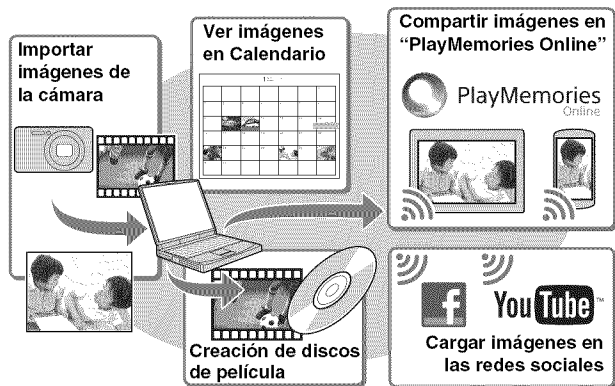 Importar
imágenes de
la cámara
Ver imágenes
en Calendario
Compartir imágenes en
“PlayMemories Online”
PlayMemories
Online
Creación de discos
de película
f
YouTube
Cargar imágenes en
las redes sociales